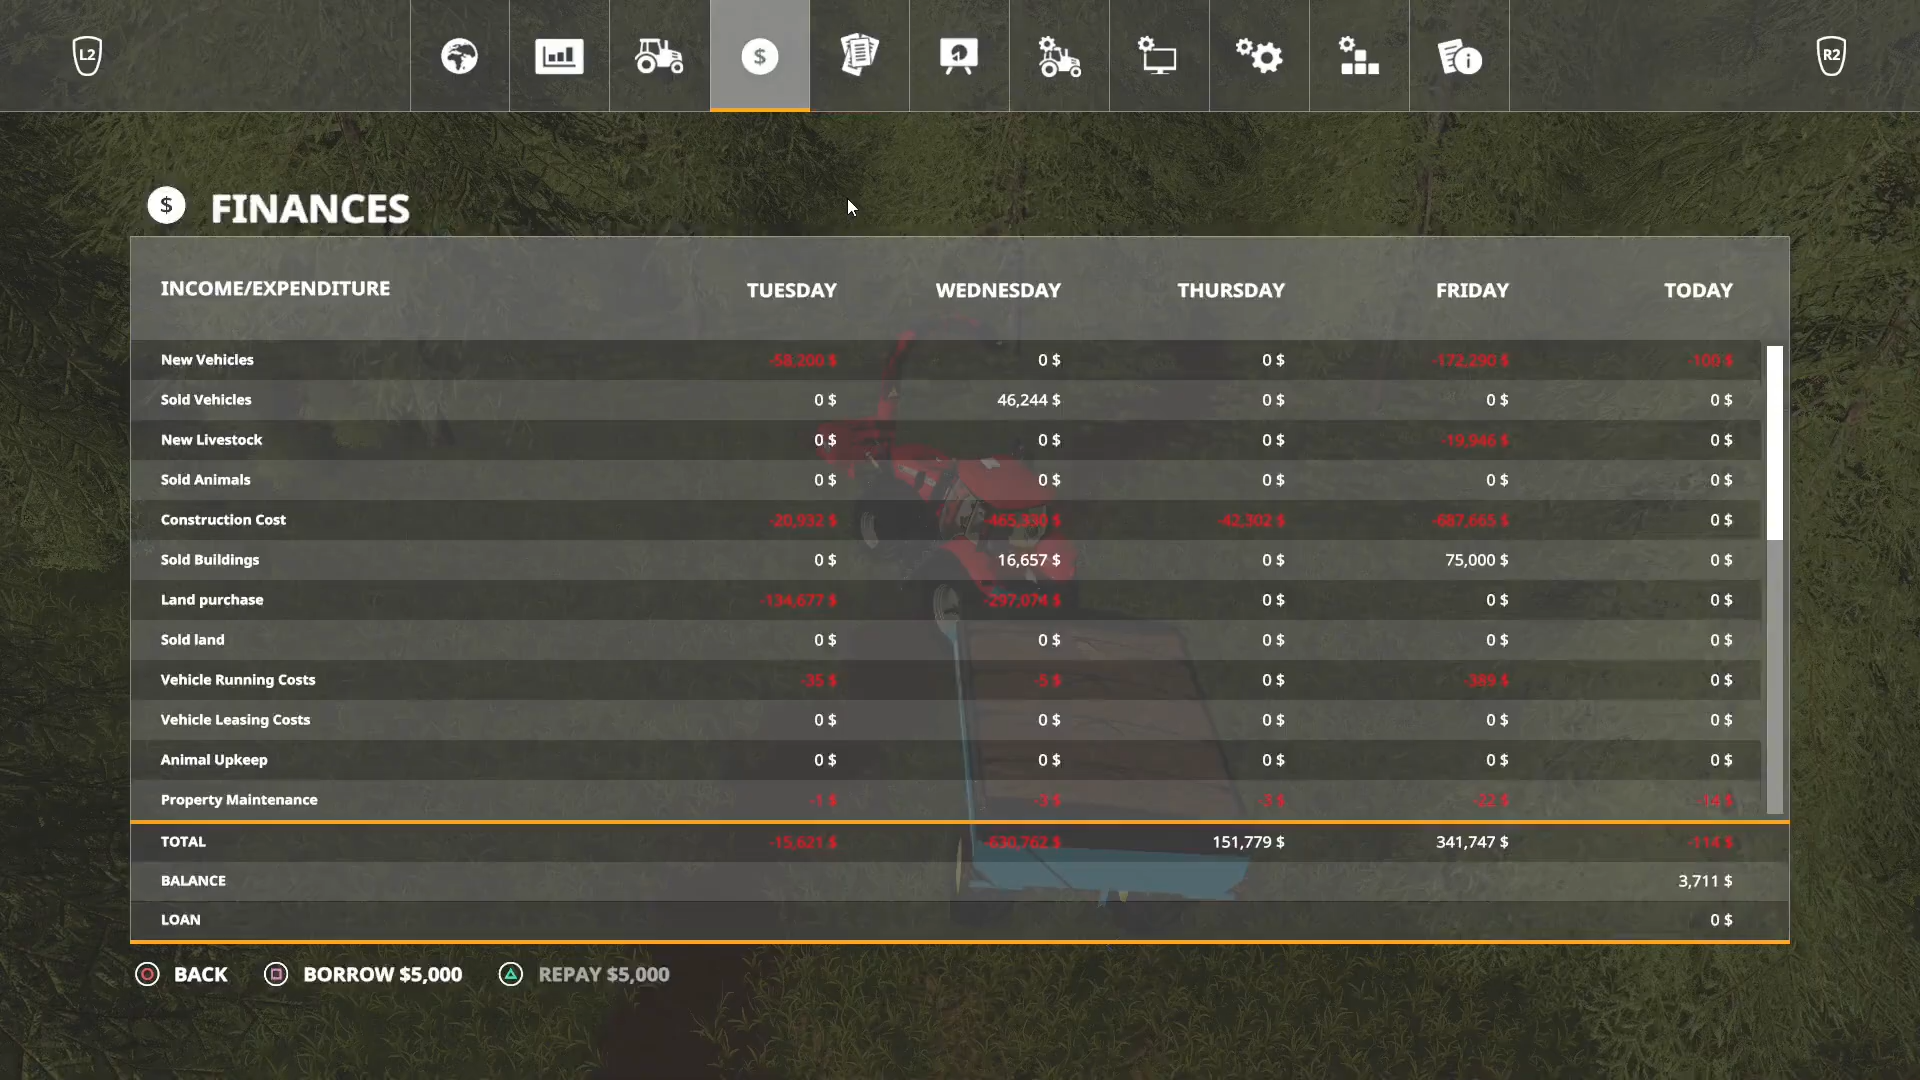 L2
R2
$
$ FINANCES
INCOME/EXPENDITURE TUESDAY WEDNESDAY THURSDAY FRIDAY TODAY
New Vehicles -58,200 $ 0 $ 0 $ -172,290 $ -100 $
Sold Vehicles 0 $ 46,244 $ 0 $ 0 $ 0 $
New Livestock 0 $ 0 $ 0 $ -19,946 $ 0 $
Sold Animals 0 $ 0 $ 0 $ 0 $ 0 $
Construction Cost -20,932 $ -465,330 $ -42,302 $ -687,665 $ 0 $
Sold Buildings 0 $ 16,657 $ 0 $ 75,000 $ 0 $
Land purchase -134,677 $ -297,074 $ 0 $ 0 $ 0 $
Sold land 0 $ 0 $ 0 $ 0 $ 0 $
Vehicle Running Costs -35 $ -5 $ 0 $ -389 $ 0 $
Vehicle Leasing Costs 0 $ 0 $ 0 $ 0 $ 0 $
Animal Upkeep 0 $ 0 $ 0 $ 0 $ 0 $
Property Maintenance -1 $ -3 $ -3 $ -22 $ -14 $
TOTAL -15,621 $ -630,762 $ 151,779 $ 341,747 $ -114 $
BALANCE 3,711 $
LOAN 0 $
BACK BORROW $5,000 REPAY $5,000